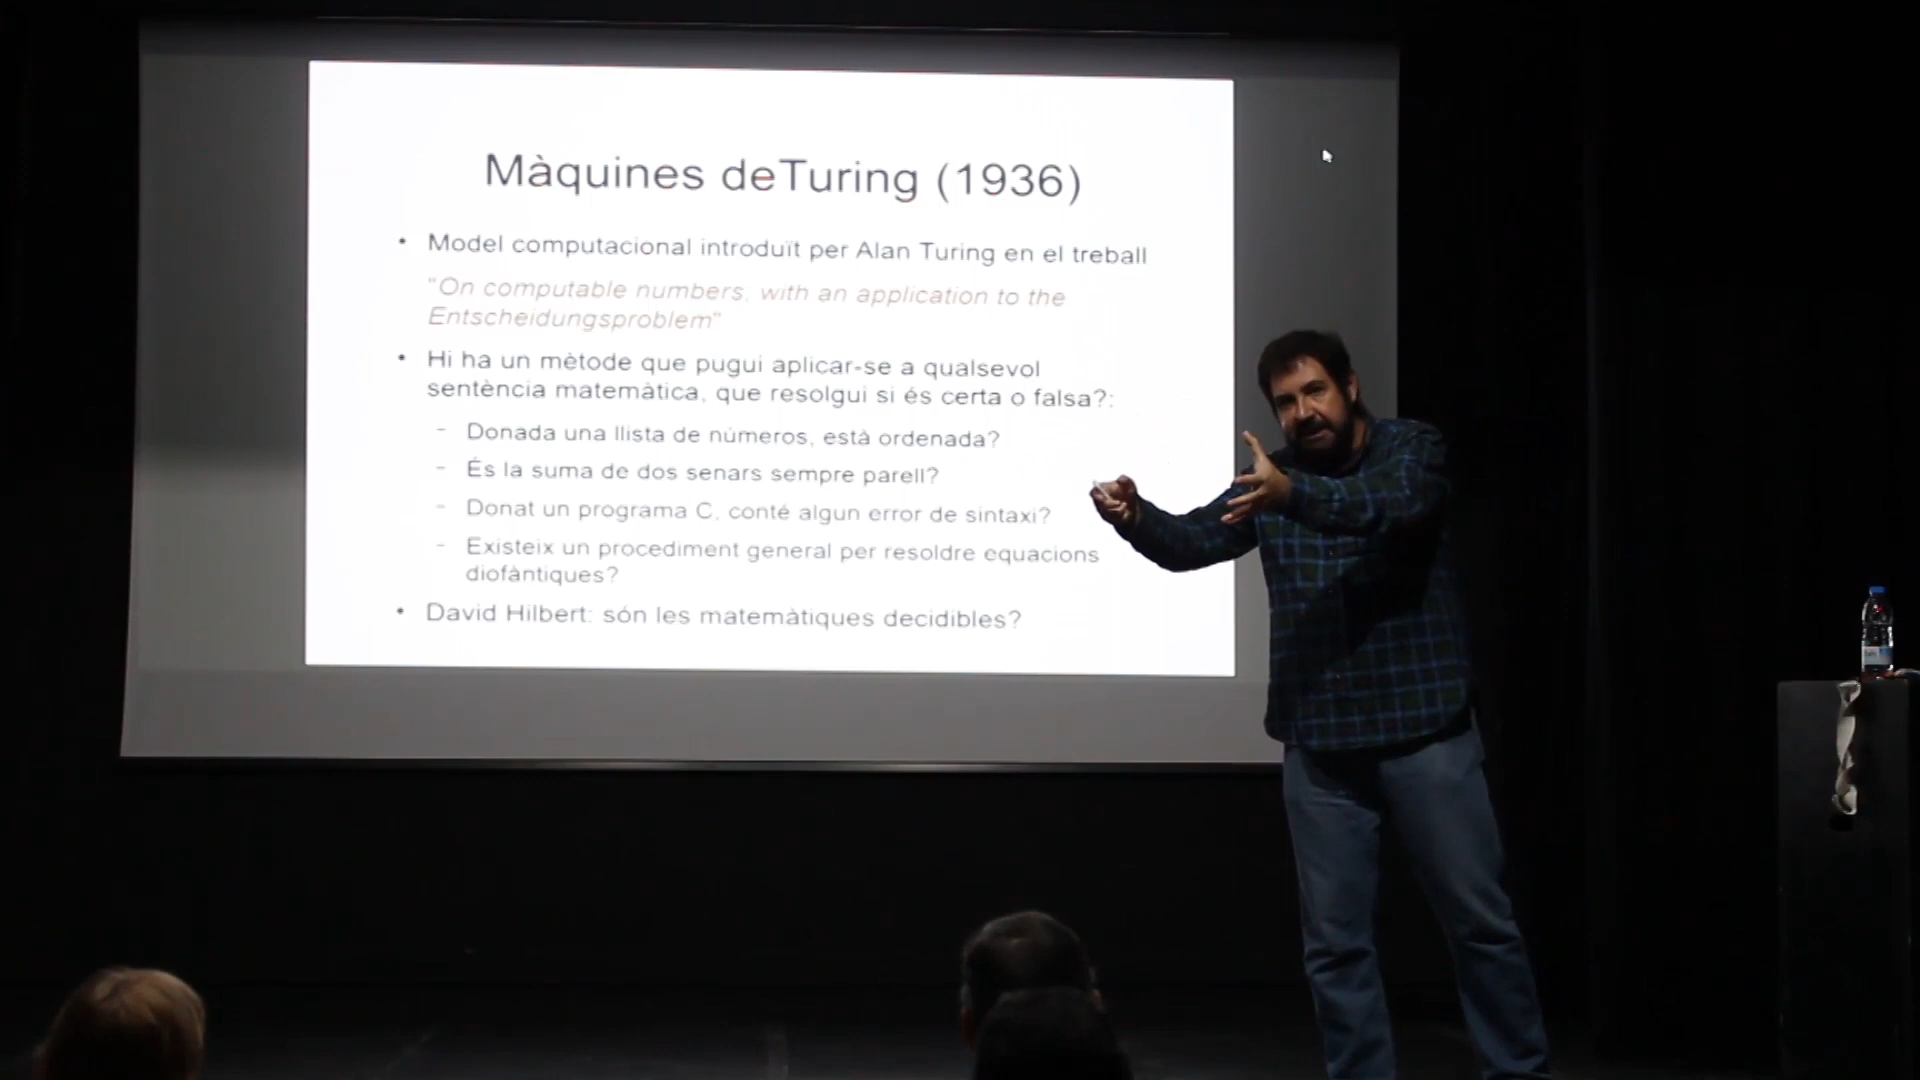 Màquines deTuring (1936)
• Model computacional introduït per Alan Turing en el treball
"On computable numbers, with an application to the
Entscheidungsproblem"
• Hi ha un mètode que pugui aplicar-se a qualsevol
sentència matemàtica, que resolgui si és certa o falsa?:
- Donada una llista de números, està ordenada?
- És la suma de dos senars sempre parell?
- Donat un programa C, conté algun error de sintaxi?
- Existeix un procediment general per resoldre equacions
diofàntiques?
• David Hilbert: són les matemàtiques decidibles?